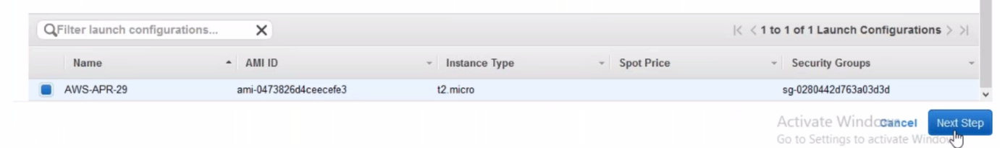 Filter launch configurations... 1 to 1 of 1 Launch Configurations
Name AMI ID Instance Type Spot Price Security Groups
AWS-APR-29 ami-0473826d4ceecefe3 t2.micro sg-0280442d763a03d3d
Activate Windows Cancel Next Step
Go to Settings to activate Windows